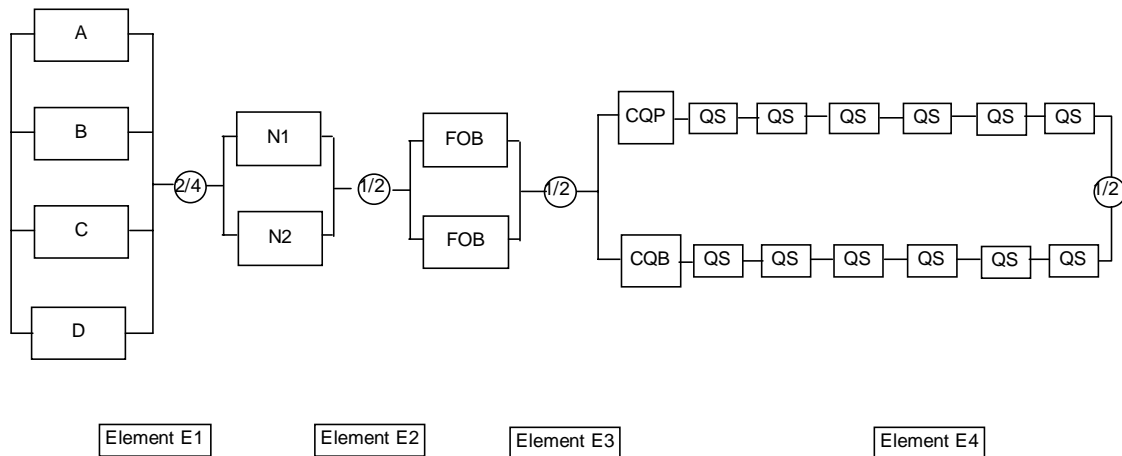 A
B
C
D
2/4
N1
N2
1/2
FOB
FOB
1/2
CQP QS QS QS QS QS QS
CQB QS QS QS QS QS QS
1/2
Element E1 Element E2 Element E3 Element E4